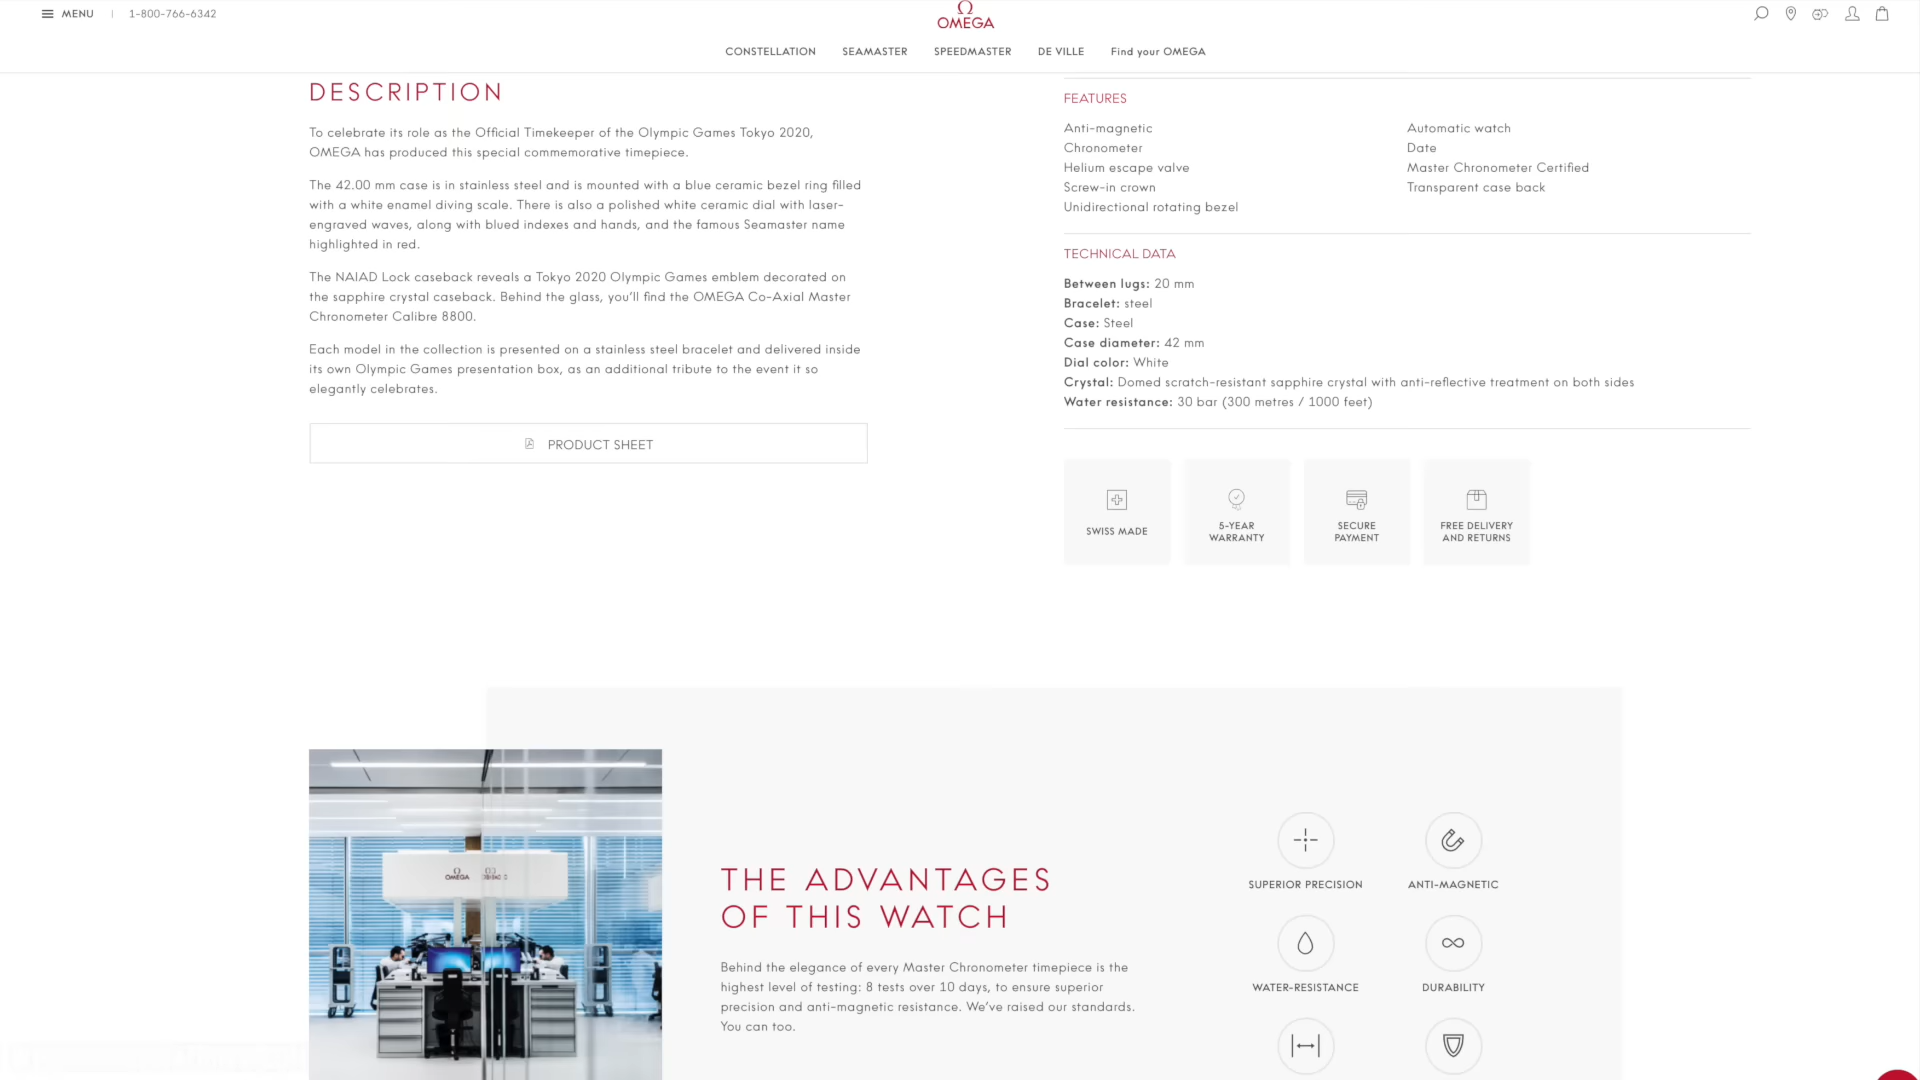 MENU
1-800-766-6342
OMEGA
CONSTELLATION
SEAMASTER
SPEEDMASTER
DE VILLE
Find your OMEGA
DESCRIPTION
To celebrate its role as the Official Timekeeper of the Olympic Games Tokyo 2020,
OMEGA has produced this special commemorative timepiece.
The 42.00 mm case is in stainless steel and is mounted with a blue ceramic bezel ring filled
with a white enamel diving scale. There is also a polished white ceramic dial with laser-
engraved waves, along with blued indexes and hands, and the famous Seamaster name
highlighted in red.
The NAIAD Lock caseback reveals a Tokyo 2020 Olympic Games emblem decorated on
the sapphire crystal caseback. Behind the glass, you'll find the OMEGA Co-Axial Master
Chronometer Calibre 8800.
Each model in the collection is presented on a stainless steel bracelet and delivered inside
its own Olympic Games presentation box, as an additional tribute to the event it so
elegantly celebrates.
PRODUCT SHEET
FEATURES
Anti-magnetic
Chronometer
Helium escape valve
Screw-in crown
Unidirectional rotating bezel
Automatic watch
Date
Master Chronometer Certified
Transparent case back
TECHNICAL DATA
Between lugs: 20 mm
Bracelet: steel
Case: Steel
Case diameter: 42 mm
Dial color: White
Crystal: Domed scratch-resistant sapphire crystal with anti-reflective treatment on both sides
Water resistance: 30 bar (300 metres / 1000 feet)
SWISS MADE
5-YEAR
WARRANTY
SECURE
PAYMENT
FREE DELIVERY
AND RETURNS
OMEGA
THE ADVANTAGES
OF THIS WATCH
Behind the elegance of every Master Chronometer timepiece is the
highest level of testing: 8 tests over 10 days, to ensure superior
precision and anti-magnetic resistance. We've raised our standards.
You can too.
SUPERIOR PRECISION
ANTI-MAGNETIC
WATER-RESISTANCE
DURABILITY